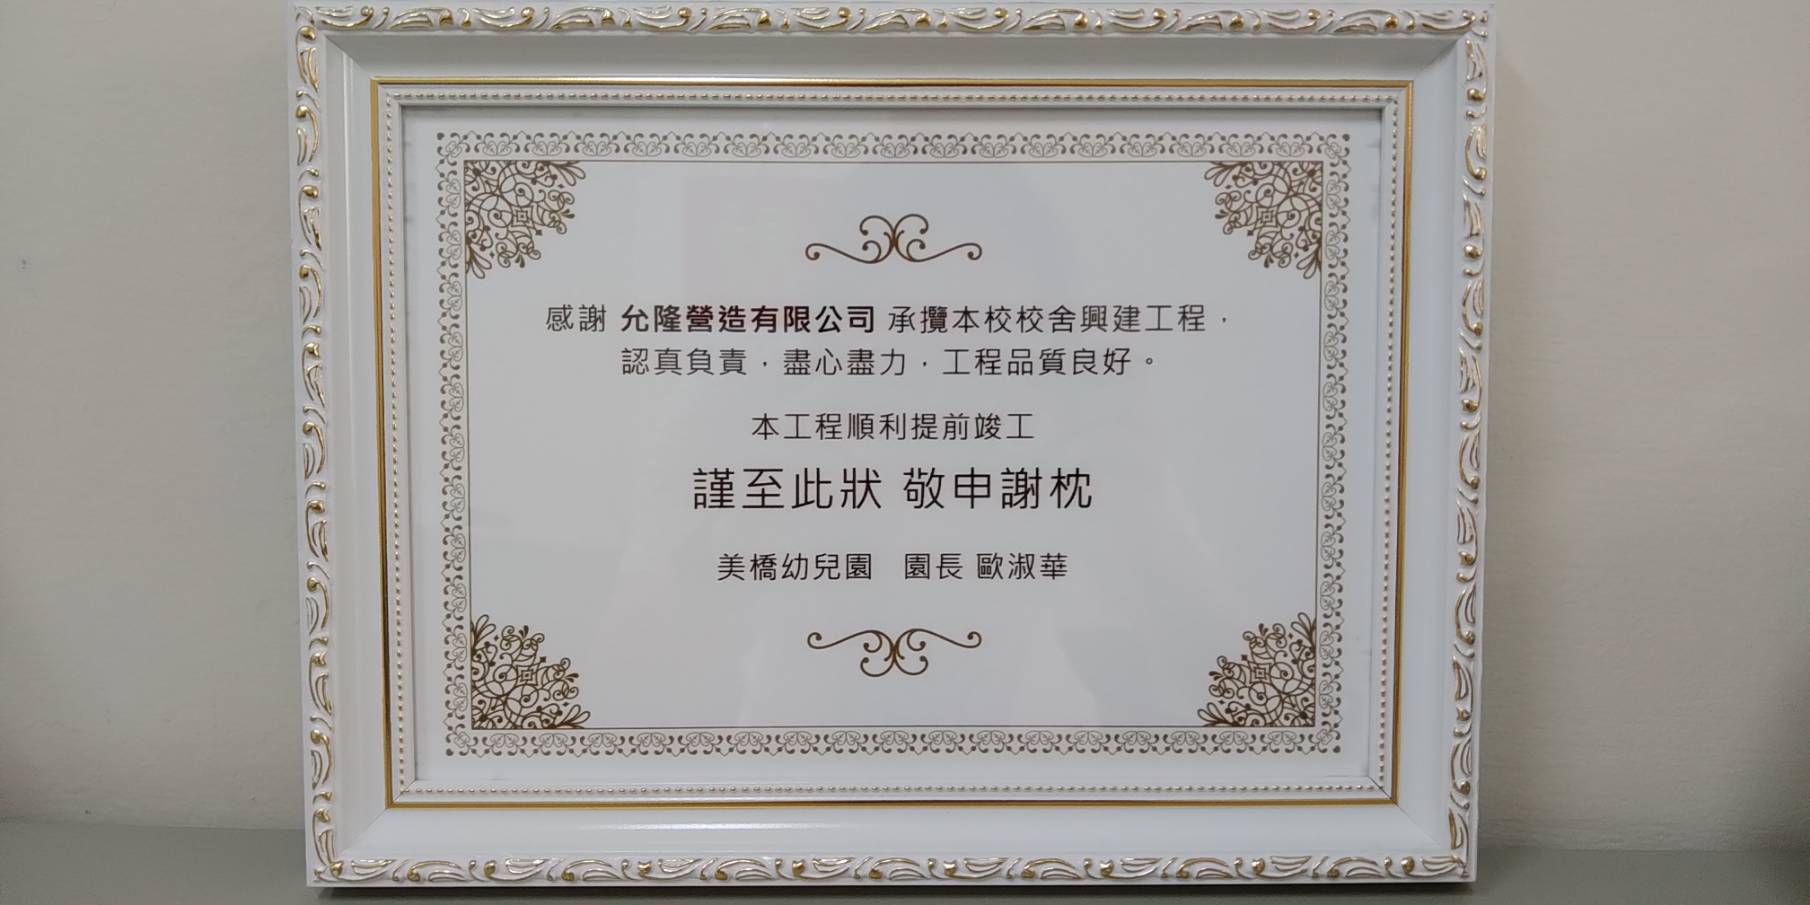 感謝 允隆營造有限公司 承攬本校校舍興建工程，
認真負責，盡心盡力，工程品質良好。
本工程順利提前竣工
謹至此狀 敬申謝枕
美橋幼兒園 園長 歐淑華